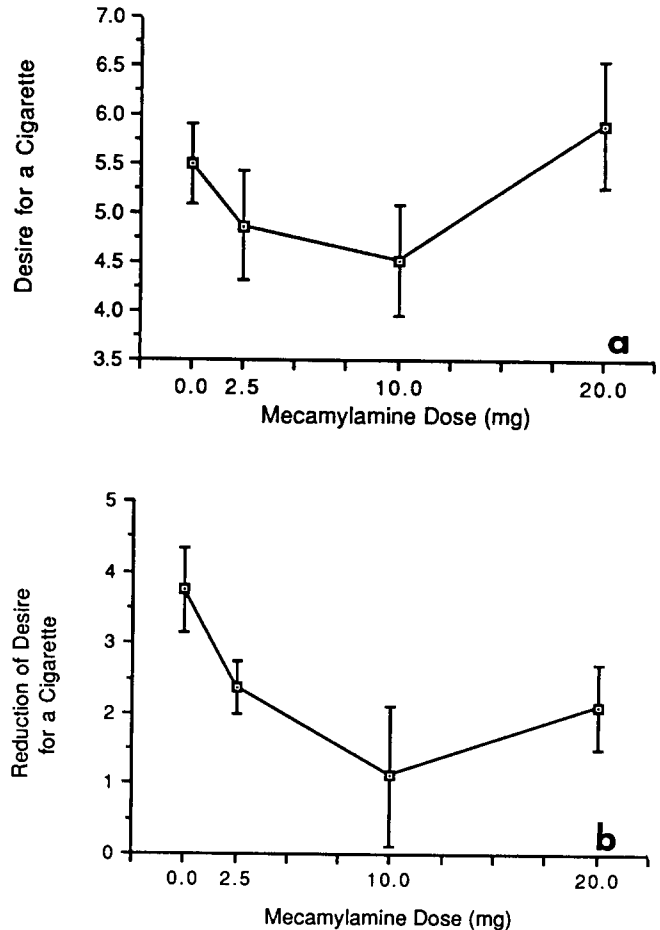 7.0
6.5
6.0
5.5
5.0
4.5
4.0
3.5
Desire for a Cigarette
a
0.0 2.5 10.0 20.0
Mecamylamine Dose (mg)
5
4
3
2
1
0
Reduction of Desire
for a Cigarette
b
0.0 2.5 10.0 20.0
Mecamylamine Dose (mg)